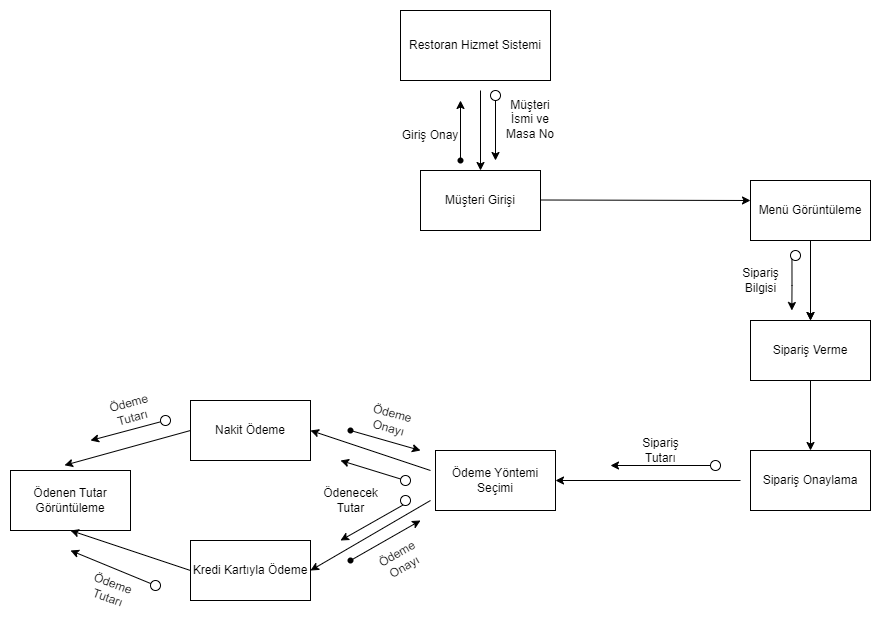 Restoran Hizmet Sistemi
Giriş Onay
Müşteri
İsmi ve
Masa No
Müşteri Girişi
Menü Görüntüleme
Sipariş
Bilgisi
Sipariş Verme
Sipariş Onaylama
Sipariş
Tutarı
Ödeme Yöntemi
Seçimi
Ödeme
Onayı
Ödenecek
Tutar
Ödeme
Onayı
Nakit Ödeme
Kredi Kartıyla Ödeme
Ödeme
Tutarı
Ödeme
Tutarı
Ödenen Tutar
Görüntüleme